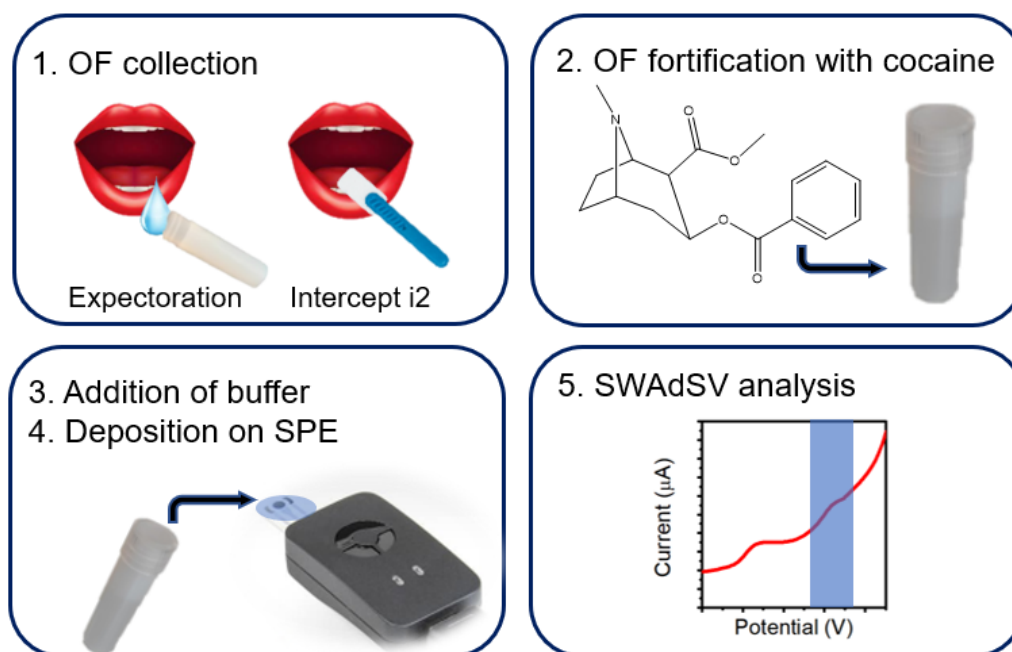 1. OF collection
Expectoration
Intercept i2
2. OF fortification with cocaine
N
O
O
O
O
3. Addition of buffer
4. Deposition on SPE
5. SWAdSV analysis
Current (µA)
Potential (V)